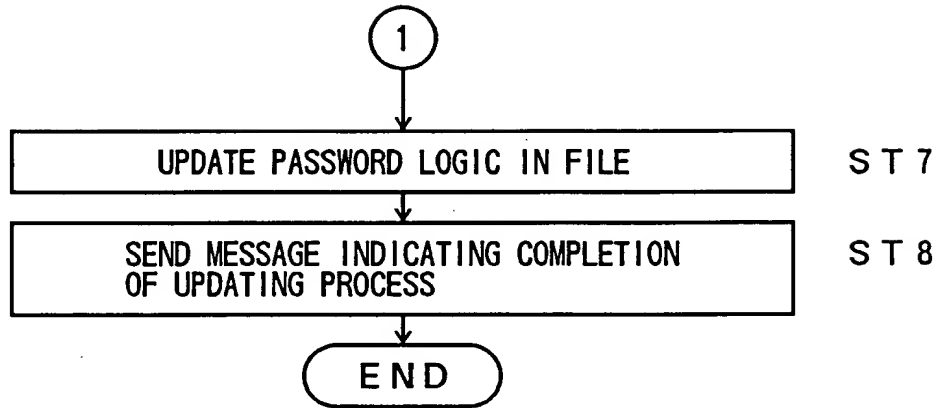 1
UPDATE PASSWORD LOGIC IN FILE
ST7
SEND MESSAGE INDICATING COMPLETION
OF UPDATING PROCESS
ST8
END